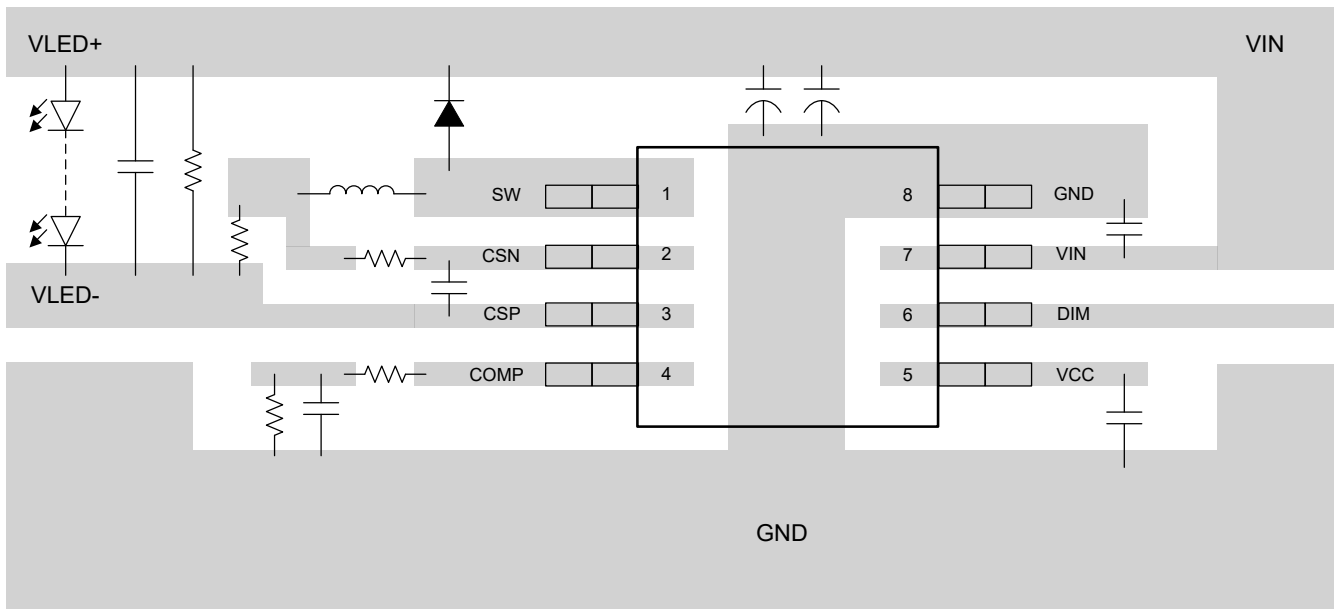 VLED+
VIN
SW 1 8 GND
CSN 2 7 VIN
VLED-
CSP 3 6 DIM
COMP 4 5 VCC
GND